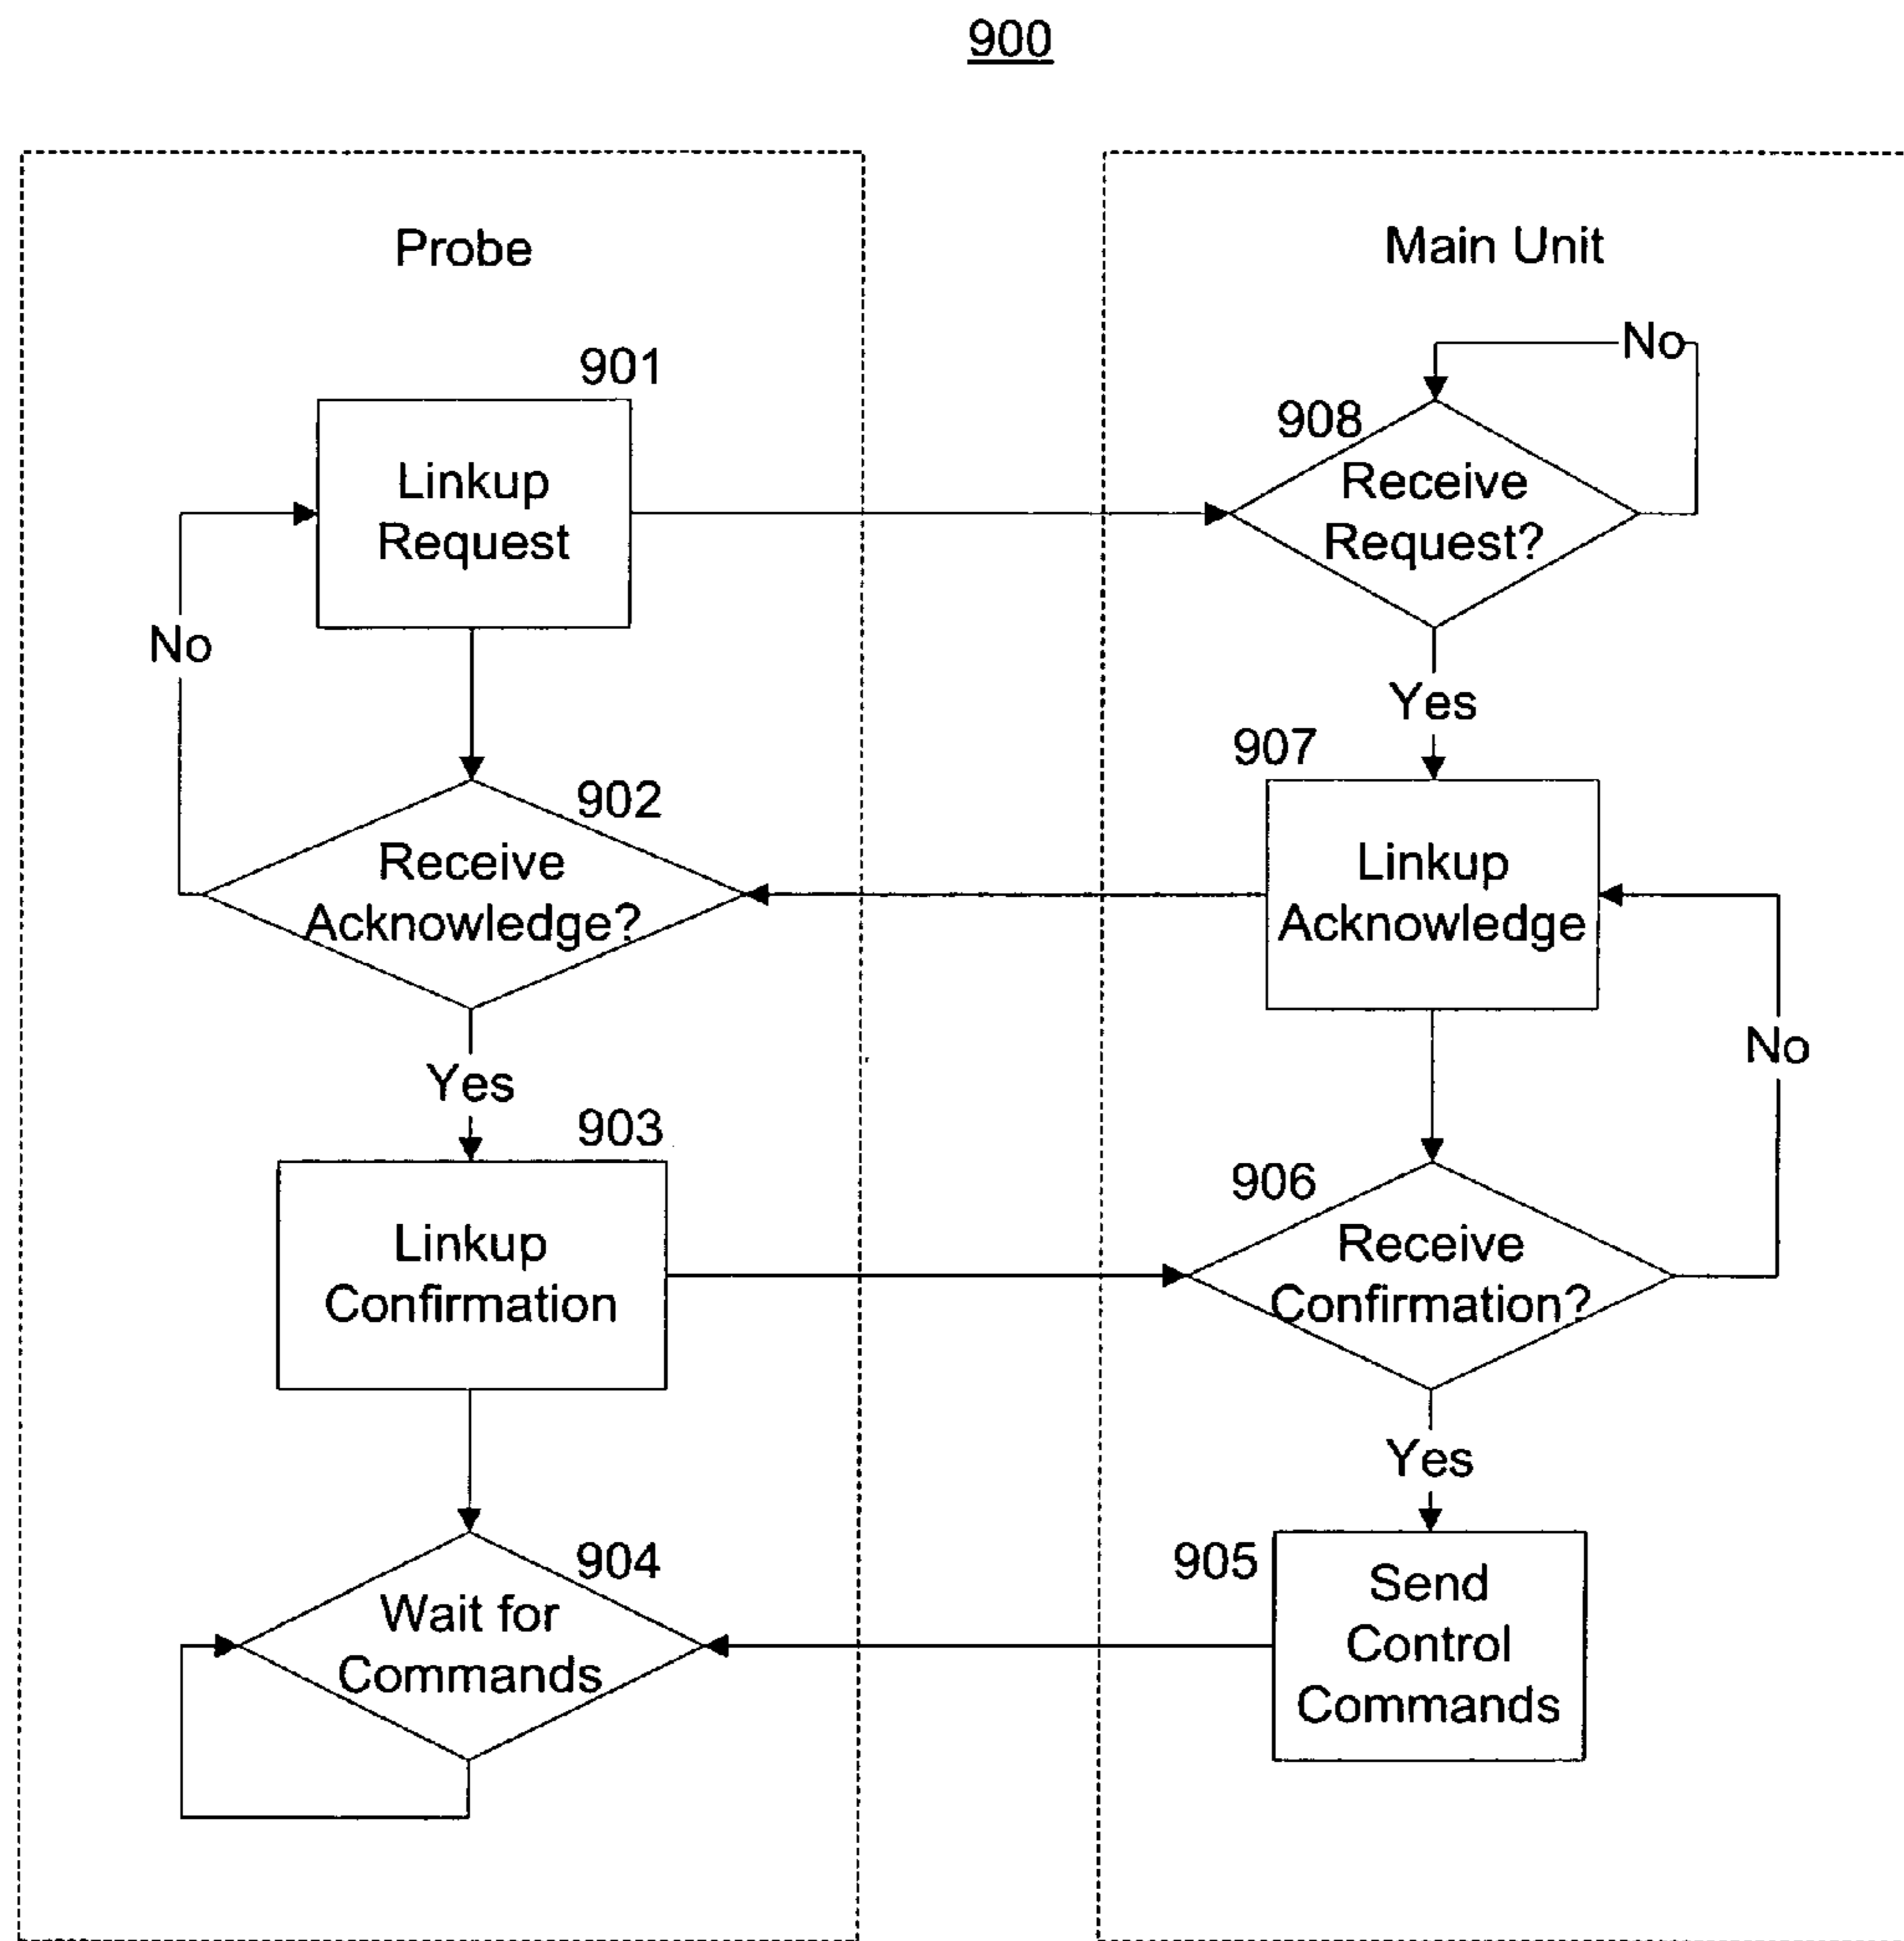 900
Probe
901
Linkup
Request
No
902
Receive
Acknowledge?
Yes
903
Linkup
Confirmation
904
Wait for
Commands
Main Unit
No
908
Receive
Request?
Yes
907
Linkup
Acknowledge
No
906
Receive
Confirmation?
Yes
905
Send
Control
Commands